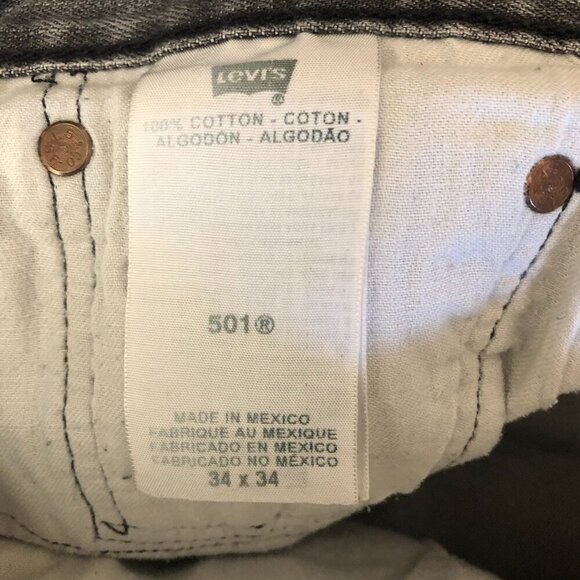 Levi's
®
100% COTTON - COTON -
ALGODÓN - ALGODÃO
501®
MADE IN MEXICO
FABRIQUE AU MEXIQUE
FABRICADO EN MÉXICO
FABRICADO NO MÉXICO
34 x 34